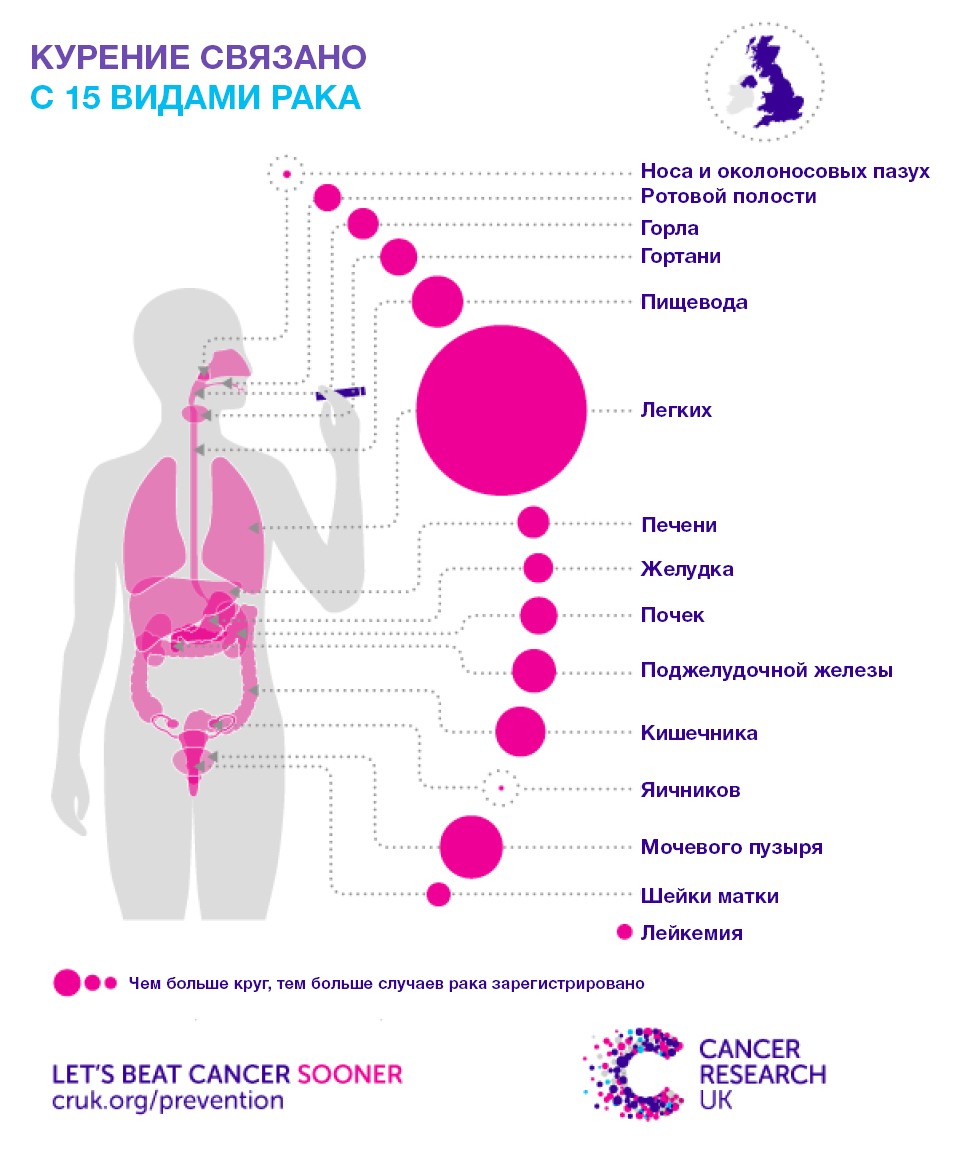 КУРЕНИЕ СВЯЗАНО
С 15 ВИДАМИ РАКА
Носа и околоносовых пазух
Ротовой полости
Горла
Гортани
Пищевода
Легких
Печени
Желудка
Почек
Поджелудочной железы
Кишечника
Яичников
Мочевого пузыря
Шейки матки
Лейкемия
Чем больше круг, тем больше случаев рака зарегистрировано
LET'S BEAT CANCER SOONER
cruk.org/prevention
CANCER
RESEARCH
UK